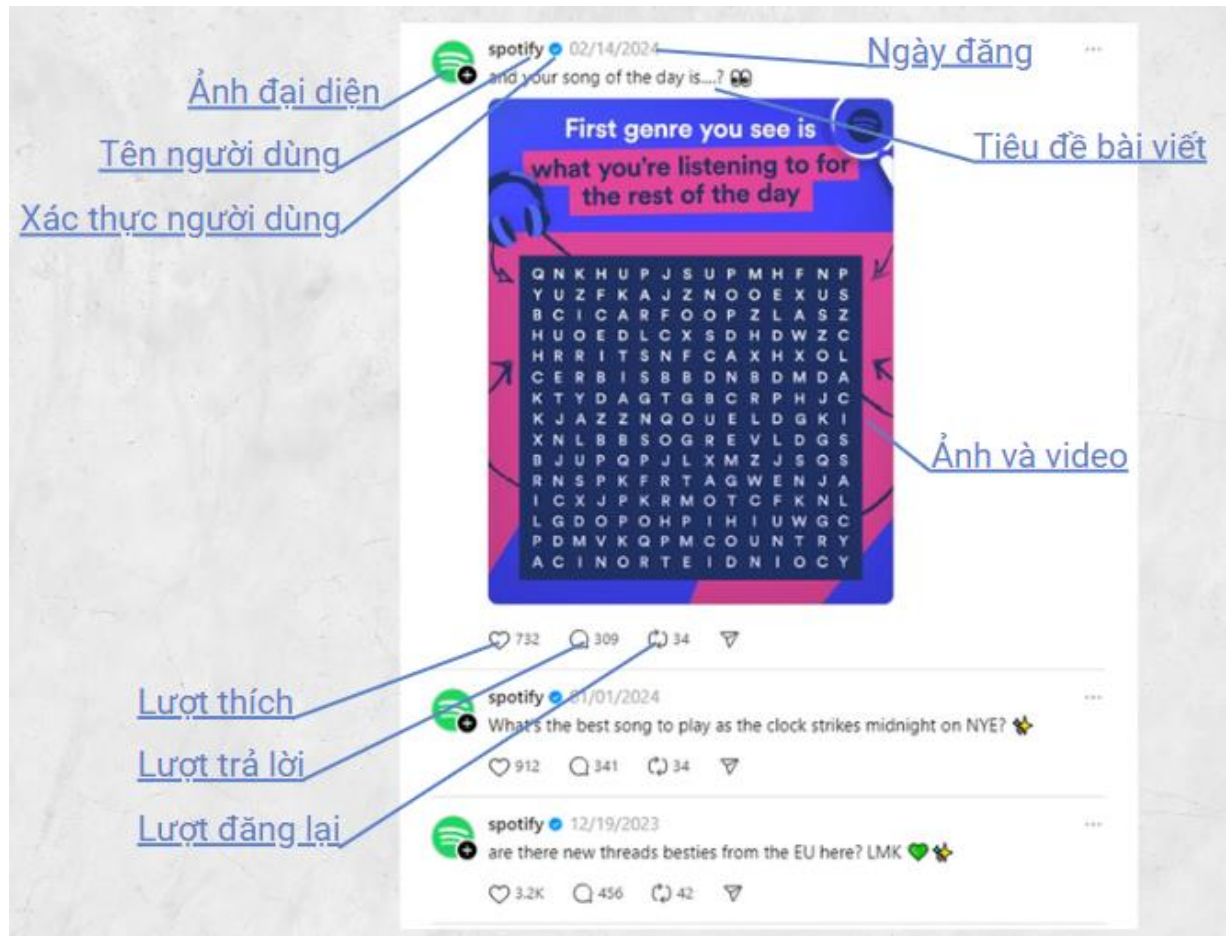 spotify 02/14/2024
Ngày đăng
Ảnh đại diện
and your song of the day is....?
Tên người dùng
Xác thực người dùng
Tiêu đề bài viết
First genre you see is
what you're listening to for
the rest of the day
Q N K H U P J S U P M H F N P
Y U Z F K A J Z N O O E X U S
B C I C A R F O O P Z L A S Z
H U O E D L C X S D H D W Z C
H R R I T S N F C A X H X O L
C E R B I S B B D N B D M D A
K T Y D A G T G B C R P H J C
K J A Z Z N Q O U E L D G K I
X N L B B S O G R E V L D G S
B J U P Q P J L X M Z J S Q S
R N S P K F R T A G W E N J A
I C X J P K R M O T C F K N L
L G D O P O H P I H I U W G C
P D M V K Q P M C O U N T R Y
A C I N O R T E I D N I O C Y
Ảnh và video
732 309 34
Lượt thích
Lượt trả lời
Lượt đăng lại
spotify 01/01/2024
What's the best song to play as the clock strikes midnight on NYE?
912 341 34
spotify 12/19/2023
are there new threads besties from the EU here? LMK
3.2K 456 42